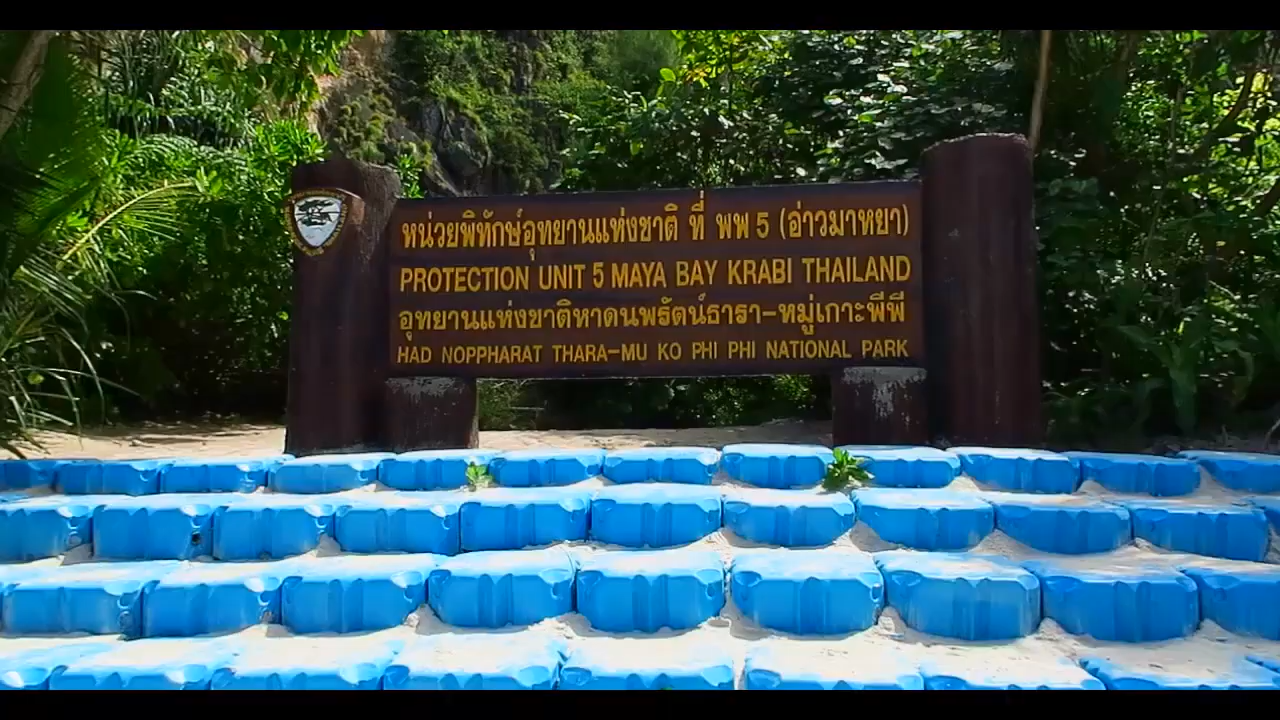 หน่วยพิทักษ์อุทยานแห่งชาติ ที่ พพ 5 (อ่าวมาหยา)
PROTECTION UNIT 5 MAYA BAY KRABI THAILAND
อุทยานแห่งชาติหาดนพรัตน์ธารา-หมู่เกาะพีพี
HAD NOPPHARAT THARA-MU KO PHI PHI NATIONAL PARK